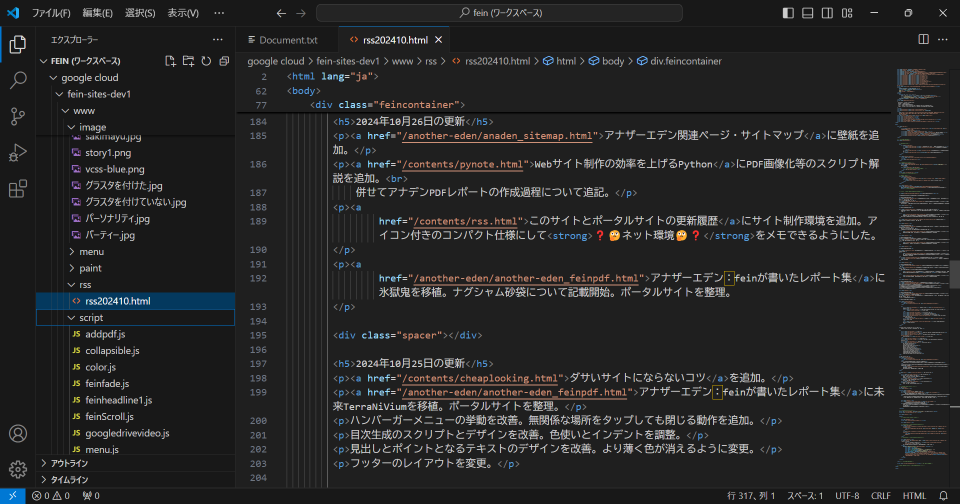 ファイル(F) 編集(E) 選択(S) 表示(V) … fein (ワークスペース)
エクスプローラー …
Document.txt
rss202410.html
FEIN (ワークスペース)
google cloud
fein-sites-dev1
www
image
sakimayu.jpg
story1.png
vcss-blue.png
グラスタを付けた.jpg
グラスタを付けていない.jpg
パーソナリティ.jpg
パーティー.jpg
menu
paint
rss
rss202410.html
script
addpdf.js
collapsible.js
color.js
feinfade.js
feinheadline1.js
feinScroll.js
googledrivevideo.js
menu.js
アウトライン
タイムライン
google cloud > fein-sites-dev1 > www > rss > rss202410.html > html > body > div.feincontainer
2 <html lang="ja">
62 <body>
77 <div class="feincontainer">
184 <h5>2024年10月26日の更新</h5>
185 <p><a href="/another-eden/anaden_sitemap.html">アナザーエデン関連ページ・サイトマップ</a>に壁紙を追
加。</p>
186 <p><a href="/contents/pynote.html">Webサイト制作の効率を上げるPython</a>にPDF画像化等のスクリプト解
説を追加。<br>
187 併せてアナデンPDFレポートの作成過程について追記。</p>
188 <p><a
189 href="/contents/rss.html">このサイトとポータルサイトの更新履歴</a>にサイト制作環境を追加。ア
イコン付きのコンパクト仕様にして<strong>❓🤔ネット環境🤔❓</strong>をメモできるようにした。
190 </p>
191 <p><a
192 href="/another-eden/another-eden_feinpdf.html">アナザーエデン：feinが書いたレポート集</a>に
氷獄鬼を移植。ナグシャム砂袋について記載開始。ポータルサイトを整理。
193 </p>
194
195 <div class="spacer"></div>
196
197 <h5>2024年10月25日の更新</h5>
198 <p><a href="/contents/cheaplooking.html">ダサいサイトにならないコツ</a>を追加。</p>
199 <p><a href="/another-eden/another-eden_feinpdf.html">アナザーエデン：feinが書いたレポート集</a>に未
来TerraNiViumを移植。ポータルサイトを整理。</p>
200 <p>ハンバーガーメニューの挙動を改善。無関係な場所をタップしても閉じる動作を追加。</p>
201 <p>目次生成のスクリプトとデザインを改善。色使いとインデントを調整。</p>
202 <p>見出しとポイントとなるテキストのデザインを改善。より薄く色が消えるように変更。</p>
203 <p>フッターのレイアウトを変更。</p>
204
0 0 0 行 317、列 1 スペース: 1 UTF-8 CRLF HTML